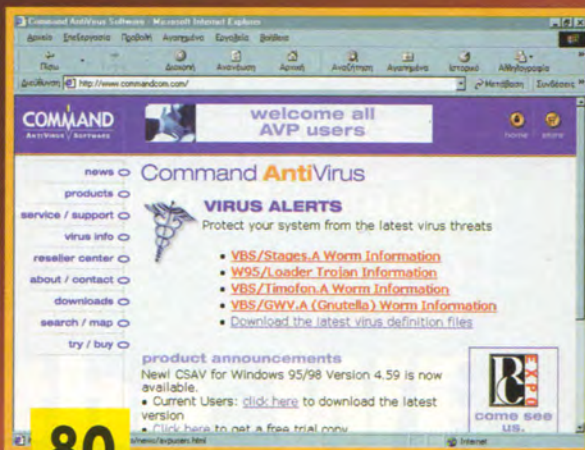 Command AntiVirus Software - Microsoft Internet Explorer
Αρχείο Επεξεργασία Προβολή Αγαπημένα Εργαλεία Βοήθεια
Πίσω Διακοπή Ανανέωση Αρχική Αναζήτηση Αγαπημένα Ιστορικό Αλληλογραφία
Διεύθυνση http://www.commandcom.com/ Μετάβαση Συνδέσεις
COMMAND
ANTIVIRUS SOFTWARE
welcome all
AVP users
home store
news
products
service / support
virus info
reseller center
about / contact
downloads
search / map
try / buy
Command AntiVirus
VIRUS ALERTS
Protect your system from the latest virus threats
• VBS/Stages.A Worm Information
• W95/Loader Trojan Information
• VBS/Timofon.A Worm Information
• VBS/GWV.A (Gnutella) Worm Information
• Download the latest virus definition files
product announcements
New! CSAV for Windows 95/98 Version 4.59 is now
available.
• Current Users: click here to download the latest
version
• Click here to get a free trial copy
PC EXPO
come see
us.
/news/avpusers.html Internet
80